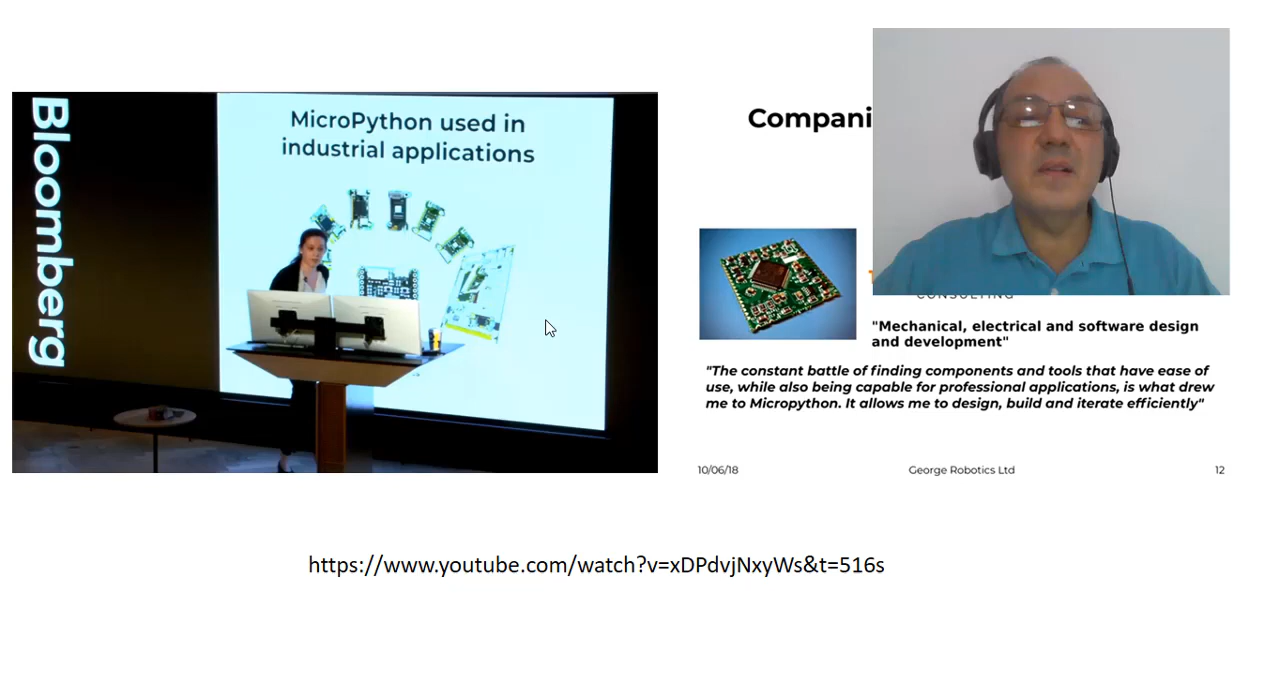 Bloomberg
MicroPython used in
industrial applications
Compani
CONSULTING
"Mechanical, electrical and software design
and development"
"The constant battle of finding components and tools that have ease of
use, while also being capable for professional applications, is what drew
me to Micropython. It allows me to design, build and iterate efficiently"
10/06/18
George Robotics Ltd
12
https://www.youtube.com/watch?v=xDPdvjNxyWs&t=516s